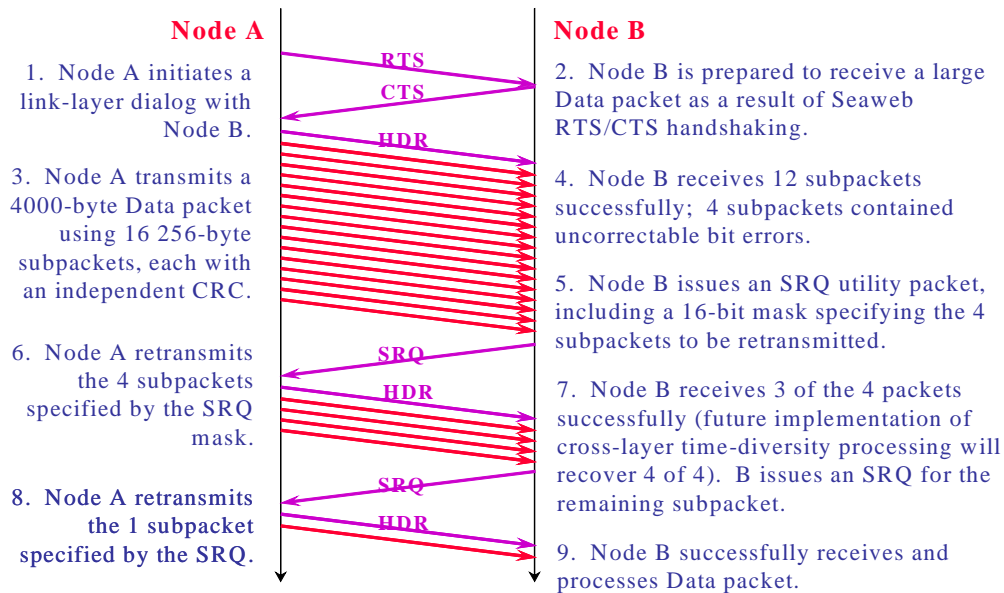 Node A
Node B
RTS
1. Node A initiates a
link-layer dialog with
Node B.
2. Node B is prepared to receive a large
Data packet as a result of Seaweb
RTS/CTS handshaking.
CTS
HDR
3. Node A transmits a
4000-byte Data packet
using 16 256-byte
subpackets, each with
an independent CRC.
4. Node B receives 12 subpackets
successfully; 4 subpackets contained
uncorrectable bit errors.
5. Node B issues an SRQ utility packet,
including a 16-bit mask specifying the 4
subpackets to be retransmitted.
SRQ
6. Node A retransmits
the 4 subpackets
specified by the SRQ
mask.
HDR
7. Node B receives 3 of the 4 packets
successfully (future implementation of
cross-layer time-diversity processing will
recover 4 of 4). B issues an SRQ for the
remaining subpacket.
SRQ
8. Node A retransmits
the 1 subpacket
specified by the SRQ.
HDR
9. Node B successfully receives and
processes Data packet.